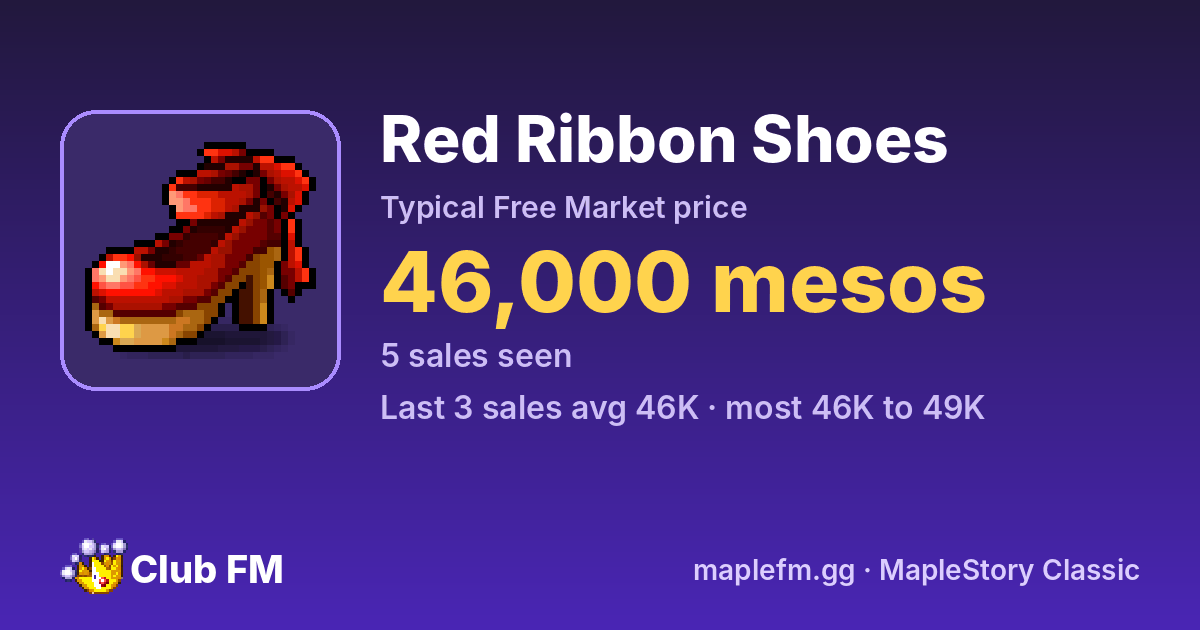 Red Ribbon Shoes
Typical Free Market price
46,000 mesos
5 sales seen
Last 3 sales avg 46K · most 46K to 49K
Club FM
maplefm.gg · MapleStory Classic